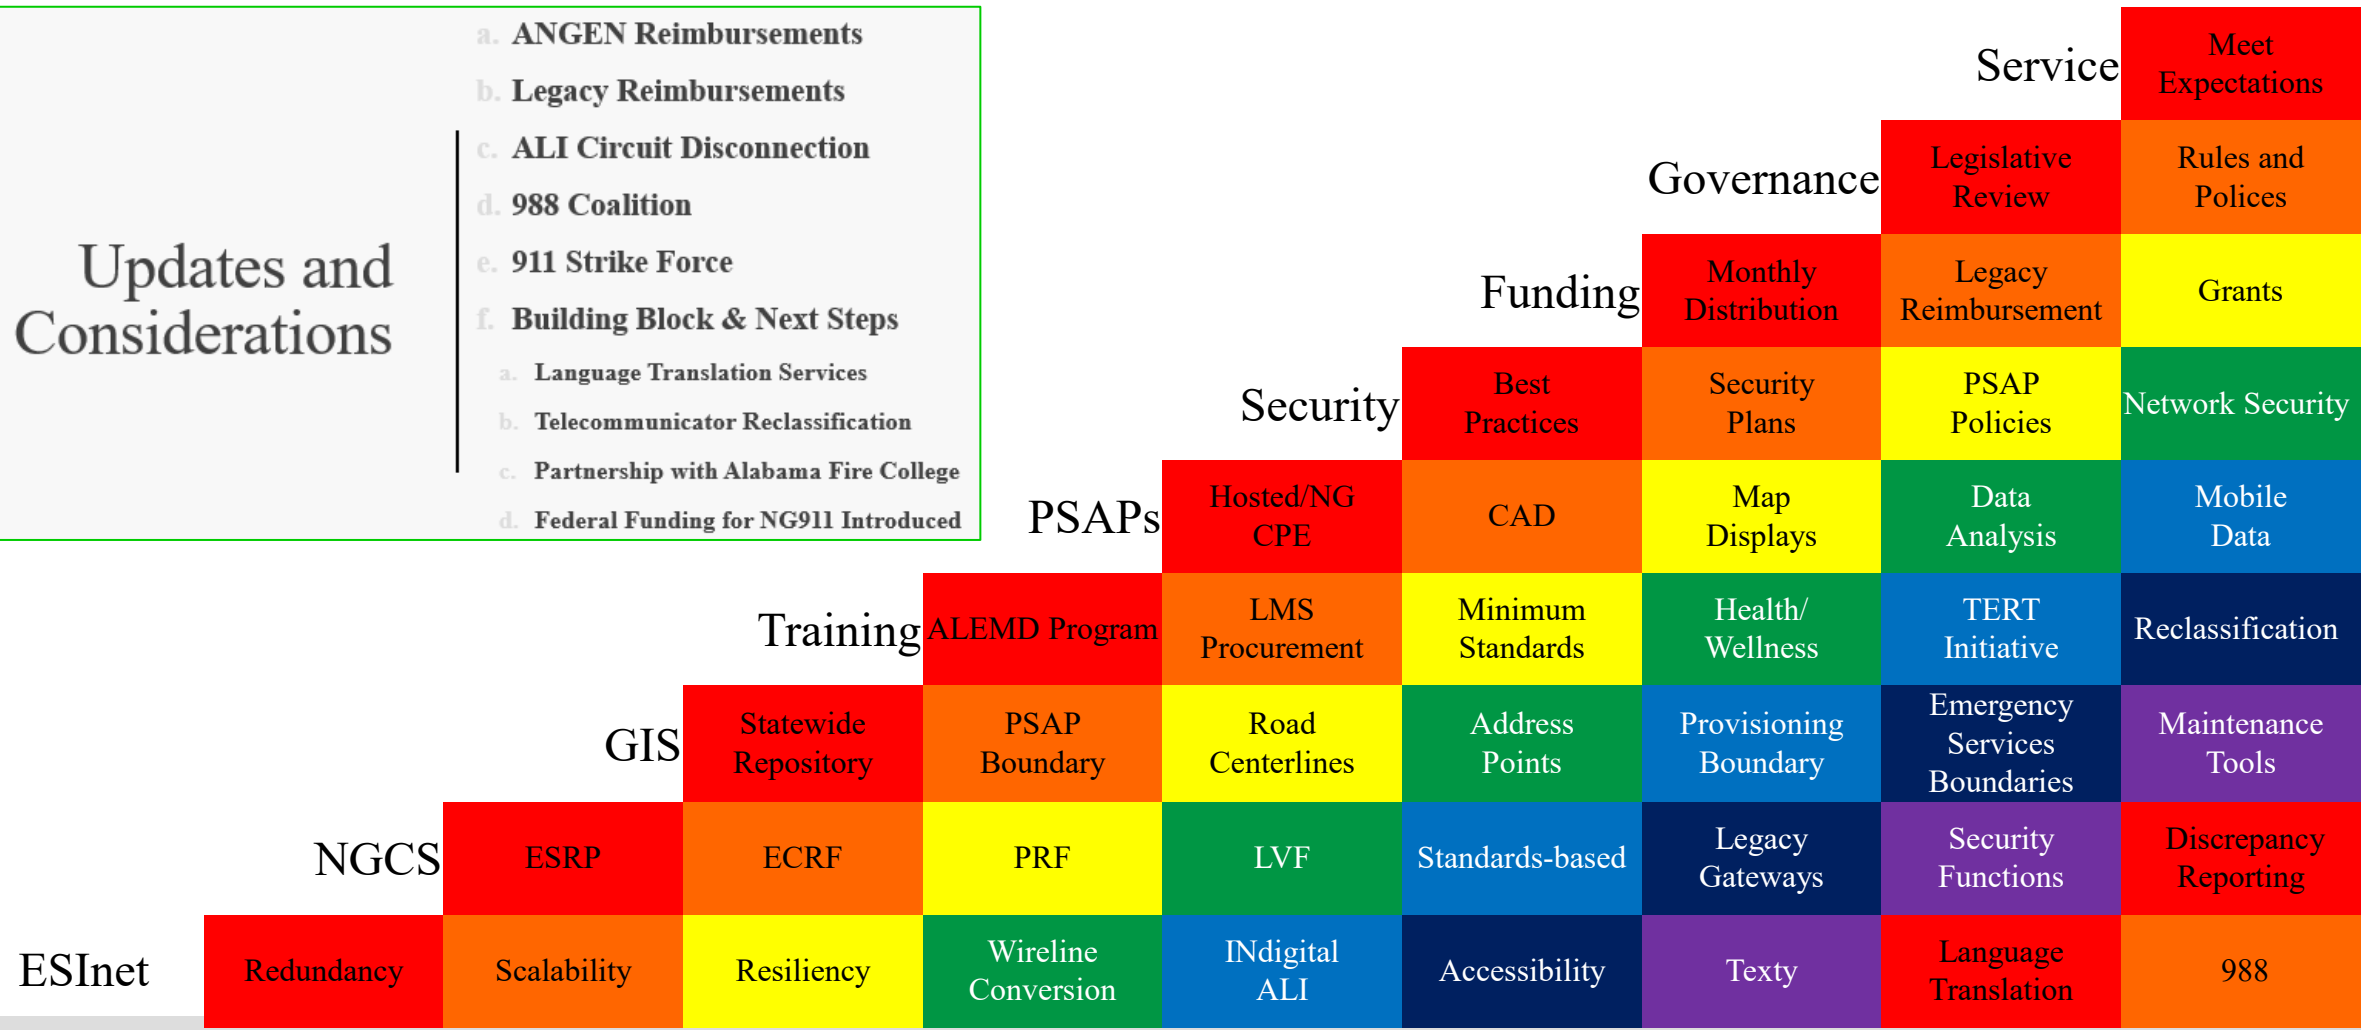 Updates and
Considerations
a. ANGEN Reimbursements
b. Legacy Reimbursements
c. ALI Circuit Disconnection
d. 988 Coalition
e. 911 Strike Force
f. Building Block & Next Steps
a. Language Translation Services
b. Telecommunicator Reclassification
c. Partnership with Alabama Fire College
d. Federal Funding for NG911 Introduced
Service
Meet
Expectations
Governance
Legislative
Review
Rules and
Polices
Funding
Monthly
Distribution
Legacy
Reimbursement
Grants
Security
Best
Practices
Security
Plans
PSAP
Policies
Network Security
PSAPs
Hosted/NG
CPE
CAD
Map
Displays
Data
Analysis
Mobile
Data
Training
ALEMD Program
LMS
Procurement
Minimum
Standards
Health/
Wellness
TERT
Initiative
Reclassification
GIS
Statewide
Repository
PSAP
Boundary
Road
Centerlines
Address
Points
Provisioning
Boundary
Emergency
Services
Boundaries
Maintenance
Tools
NGCS
ESRP
ECRF
PRF
LVF
Standards-based
Legacy
Gateways
Security
Functions
Discrepancy
Reporting
ESInet
Redundancy
Scalability
Resiliency
Wireline
Conversion
INdigital
ALI
Accessibility
Texty
Language
Translation
988